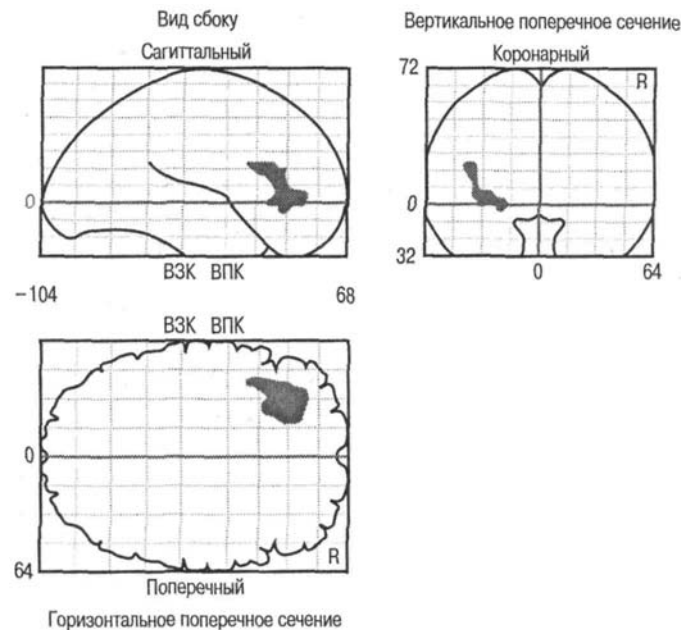 Вид сбоку
Сагиттальный
0
ВЗК ВПК
-104 68
Вертикальное поперечное сечение
Коронарный
72
R
0
32
0 64
ВЗК ВПК
0
64
R
Поперечный
Горизонтальное поперечное сечение